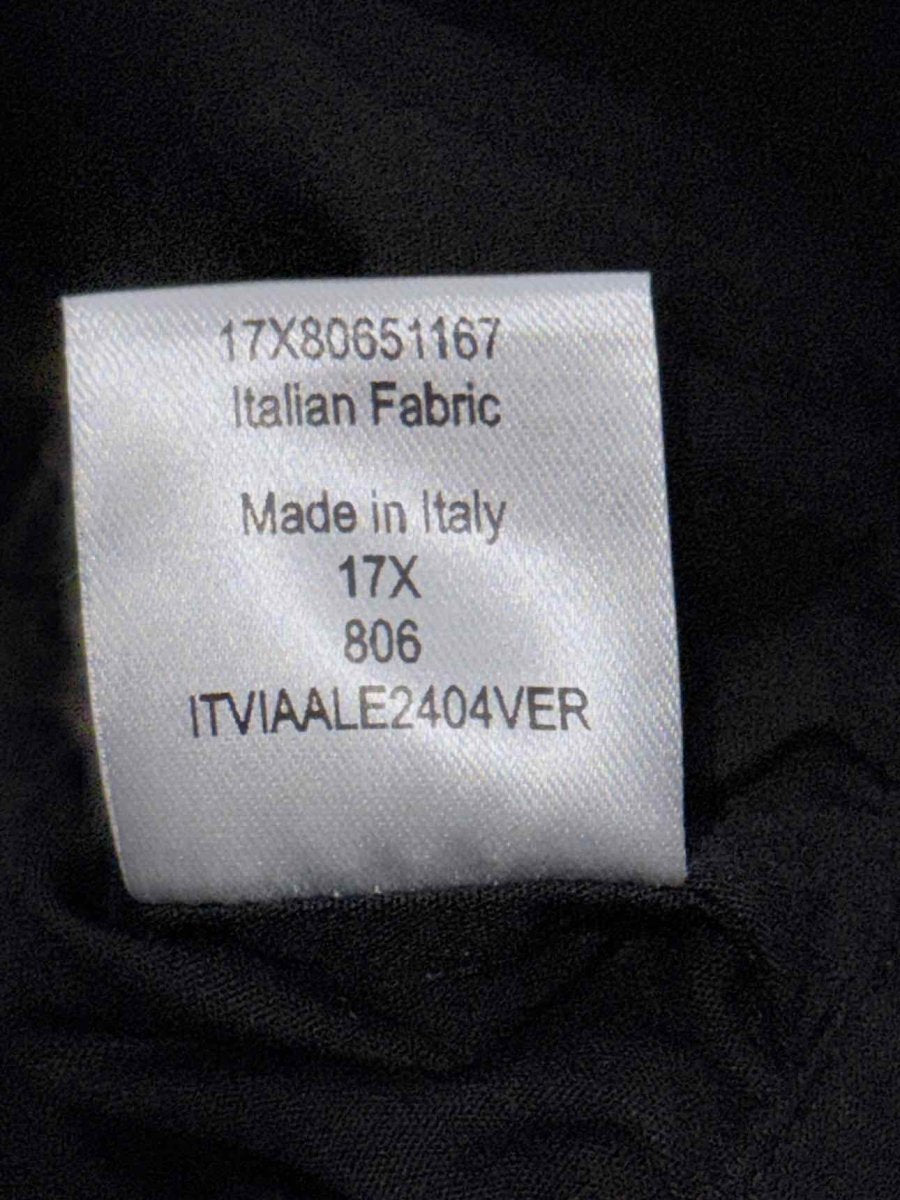 17X80651167
Italian Fabric
Made in Italy
17X
806
ITVIAALE2404VER